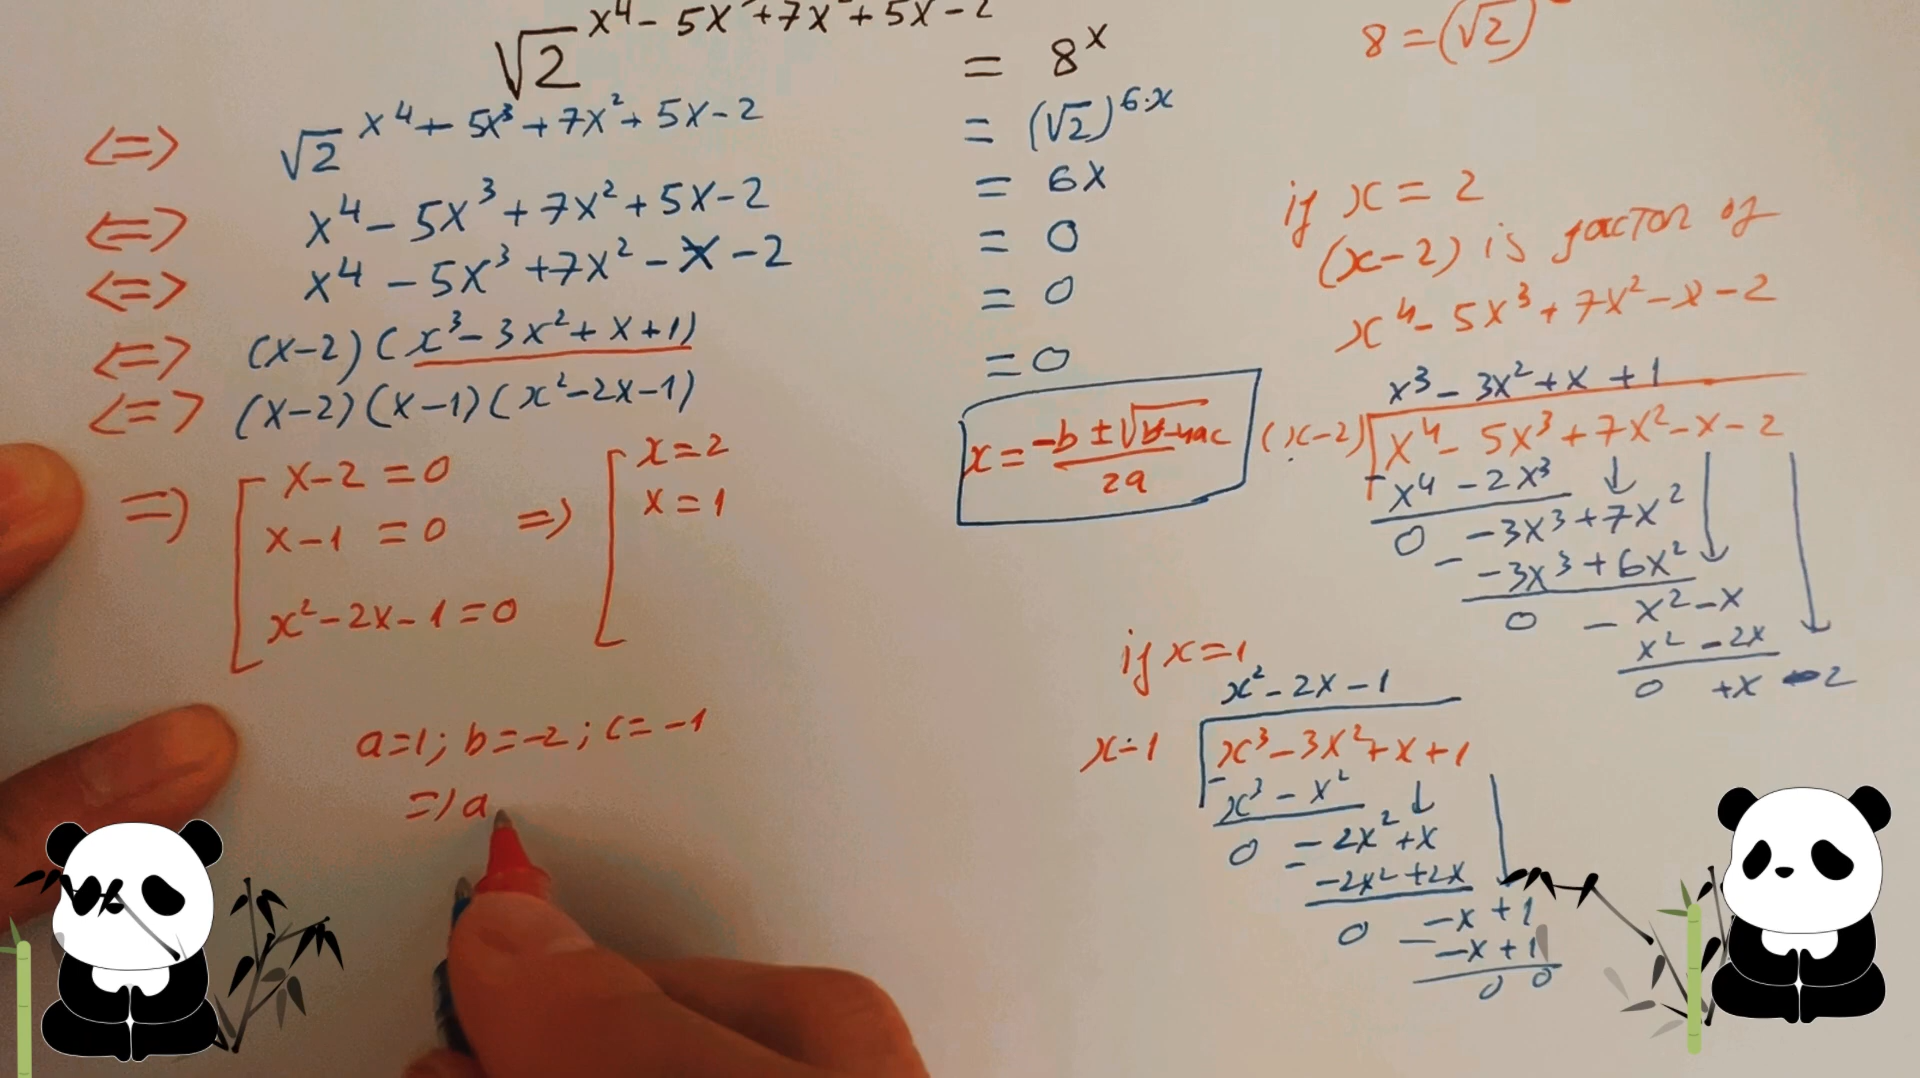 √2^(x⁴ - 5x³ + 7x² + 5x - 2) = 8^x
8 = (√2)
<=> √2^(x⁴ + 5x³ + 7x² + 5x - 2) = (√2)^(6·x)
<=> x⁴ - 5x³ + 7x² + 5x - 2 = 6x
<=> x⁴ - 5x³ + 7x² - x - 2 = 0
<=> (x-2)(x³ - 3x² + x + 1) = 0
<=> (x-2)(x-1)(x² - 2x - 1) = 0
=> [ x - 2 = 0 => [ x = 2
x - 1 = 0 x = 1
x² - 2x - 1 = 0
a = 1; b = -2; c = -1
=> a
x = (-b ± √(b²-4ac))/2a
if x = 2
(x-2) is factor of
x⁴ - 5x³ + 7x² - x - 2
x³ - 3x² + x + 1
(x-2) x⁴ - 5x³ + 7x² - x - 2
- x⁴ - 2x³ ↓
0 - 3x³ + 7x²
- -3x³ + 6x²
0 - x² - x
x² - 2x
0 + x - 2
if x = 1
x² - 2x - 1
x - 1 x³ - 3x² + x + 1
- x³ - x² ↓
0 - 2x² + x
- -2x² + 2x
0 -x + 1
- -x + 1
0 0